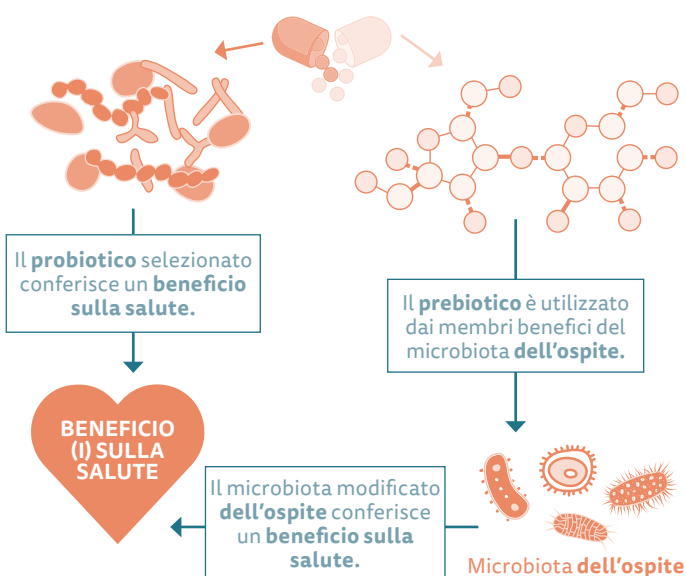 Il probiotico selezionato
conferisce un beneficio
sulla salute.
Il prebiotico è utilizzato
dai membri benefici del
microbiota dell'ospite.
BENEFICIO
(I) SULLA
SALUTE
Il microbiota modificato
dell'ospite conferisce
un beneficio sulla
salute.
Microbiota dell'ospite